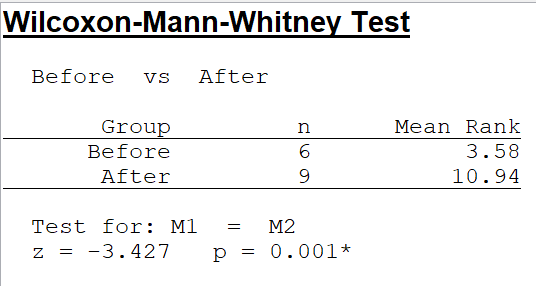 Wilcoxon-Mann-Whitney Test
Before vs After
Group n Mean Rank
Before 6 3.58
After 9 10.94
Test for: M1 = M2
z = -3.427 p = 0.001*